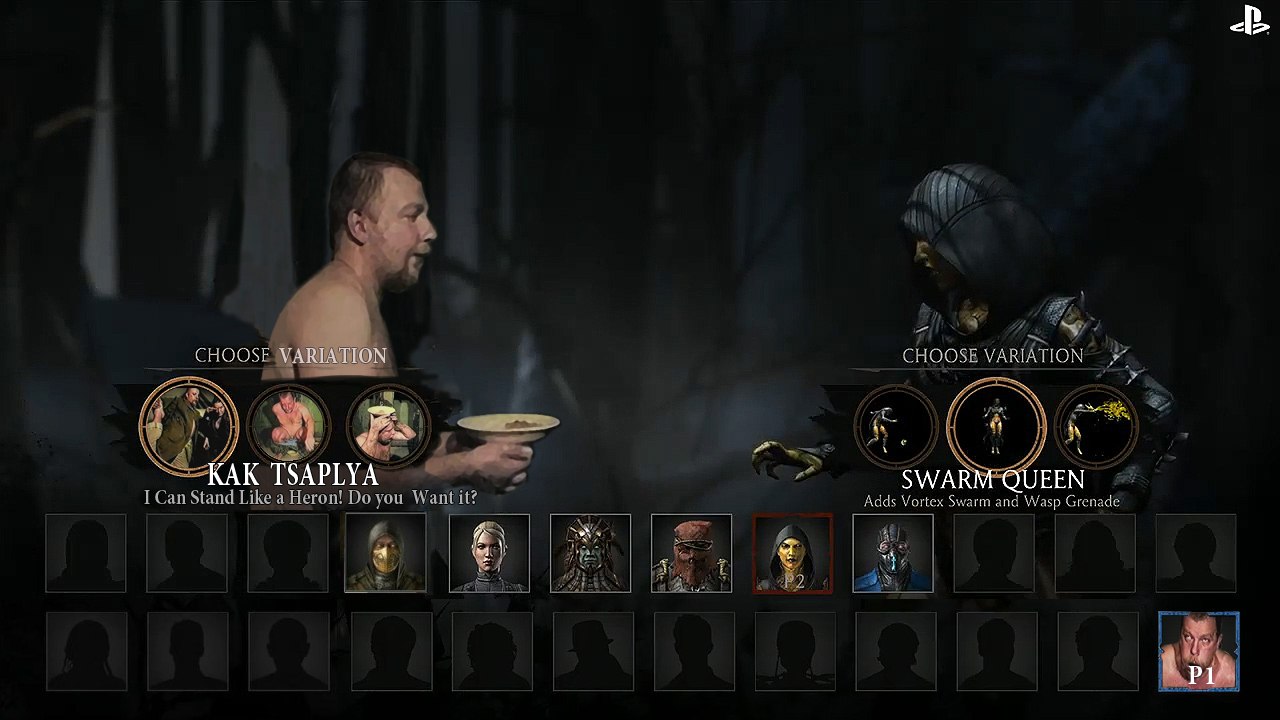 CHOOSE VARIATION
KAK TSAPLYA
I Can Stand Like a Heron! Do you Want it?
CHOOSE VARIATION
SWARM QUEEN
Adds Vortex Swarm and Wasp Grenade
P2
P1